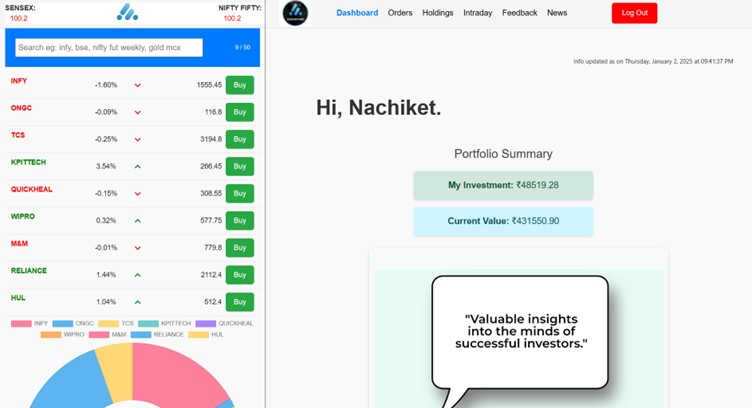 SENSEX:
100.2
NIFTY FIFTY:
100.2
Search eg: infy, bse, nifty fut weekly, gold mcx
9 / 50
INFY -1.60% 1555.45 Buy
ONGC -0.09% 116.8 Buy
TCS -0.25% 3194.8 Buy
KPITTECH 3.54% 266.45 Buy
QUICKHEAL -0.15% 308.55 Buy
WIPRO 0.32% 577.75 Buy
M&M -0.01% 779.8 Buy
RELIANCE 1.44% 2112.4 Buy
HUL 1.04% 512.4 Buy
INFY ONGC TCS KPITTECH QUICKHEAL
WIPRO M&M RELIANCE HUL
Dashboard Orders Holdings Intraday Feedback News
Log Out
Info updated as on Thursday, January 2, 2025 at 09:41:37 PM
Hi, Nachiket.
Portfolio Summary
My Investment: ₹48519.28
Current Value: ₹431550.90
"Valuable insights
into the minds of
successful investors."